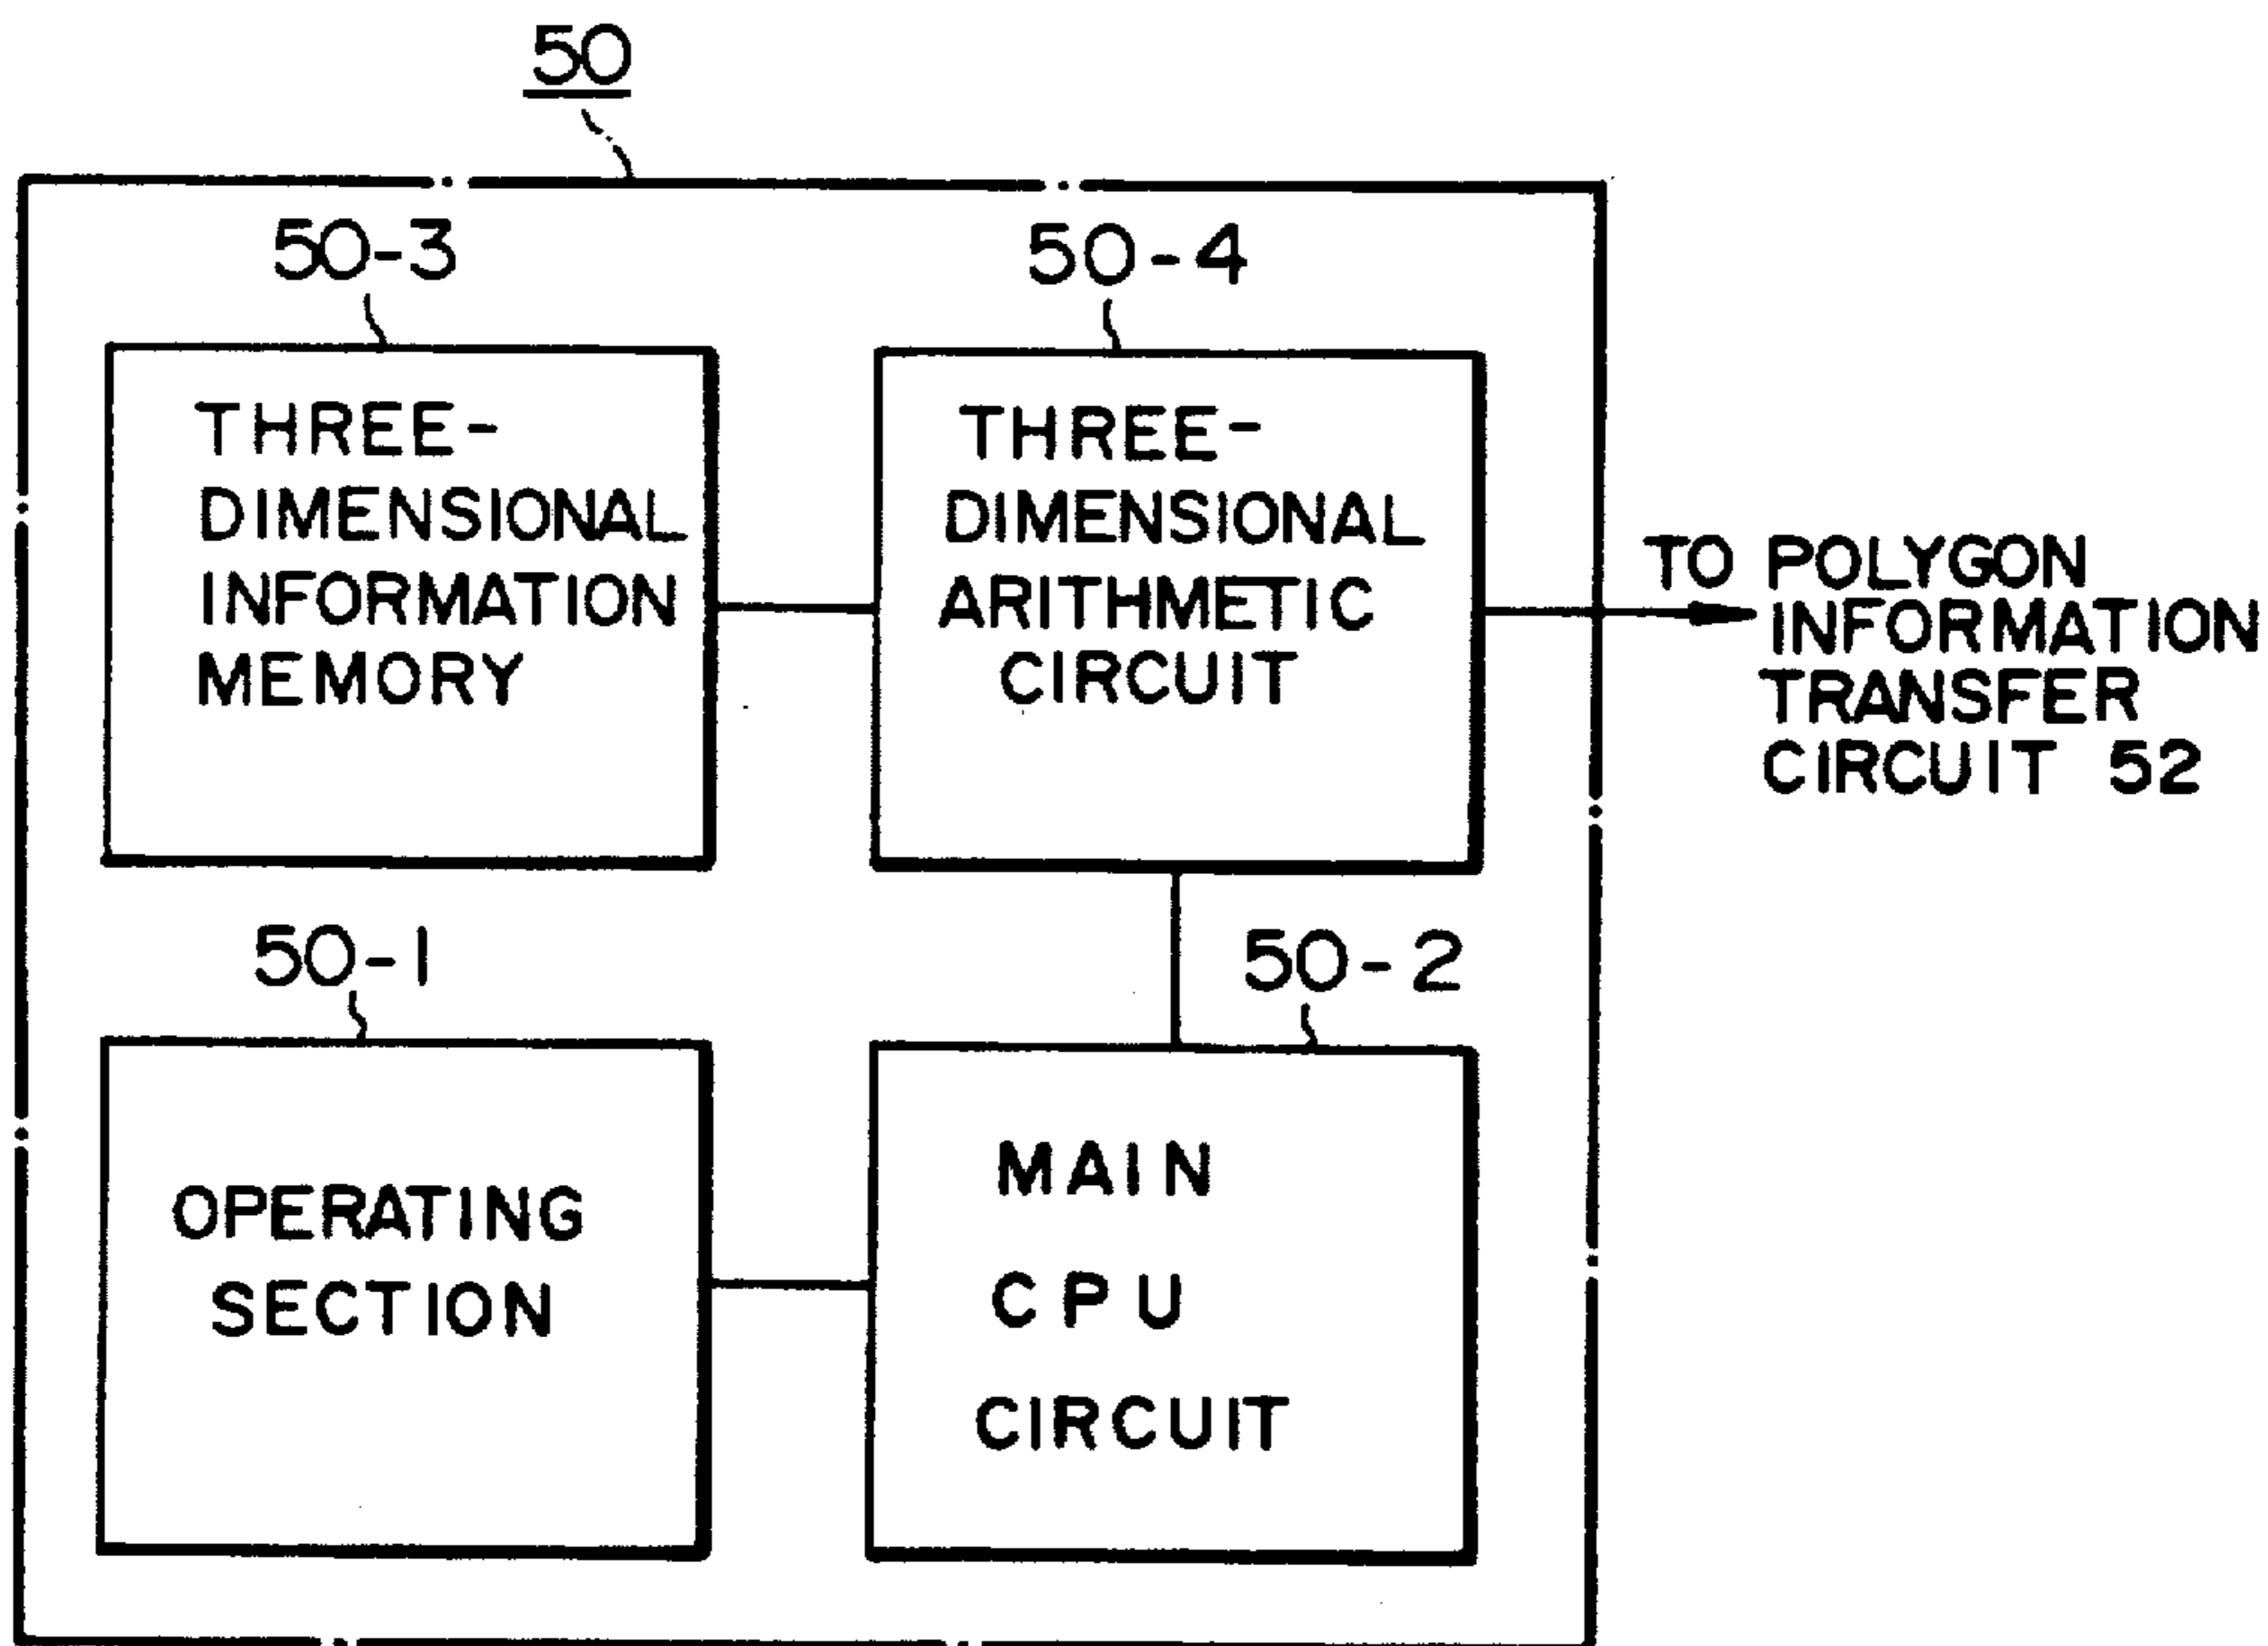 50
50-3
THREE-
DIMENSIONAL
INFORMATION
MEMORY
50-4
THREE-
DIMENSIONAL
ARITHMETIC
CIRCUIT
TO POLYGON
INFORMATION
TRANSFER
CIRCUIT 52
50-1
OPERATING
SECTION
50-2
MAIN
CPU
CIRCUIT